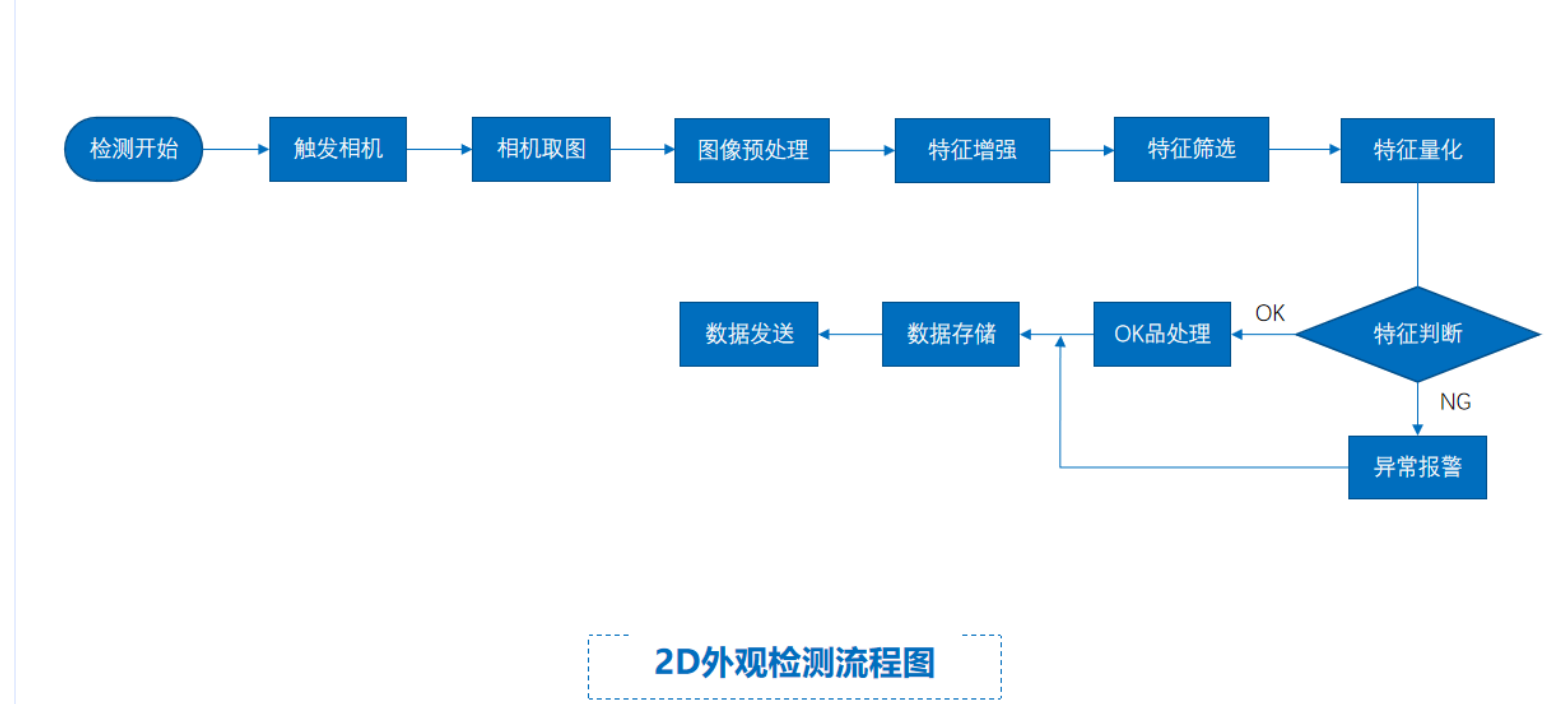 检测开始
触发相机
相机取图
图像预处理
特征增强
特征筛选
特征量化
数据发送
数据存储
OK品处理
OK
特征判断
NG
异常报警
2D外观检测流程图